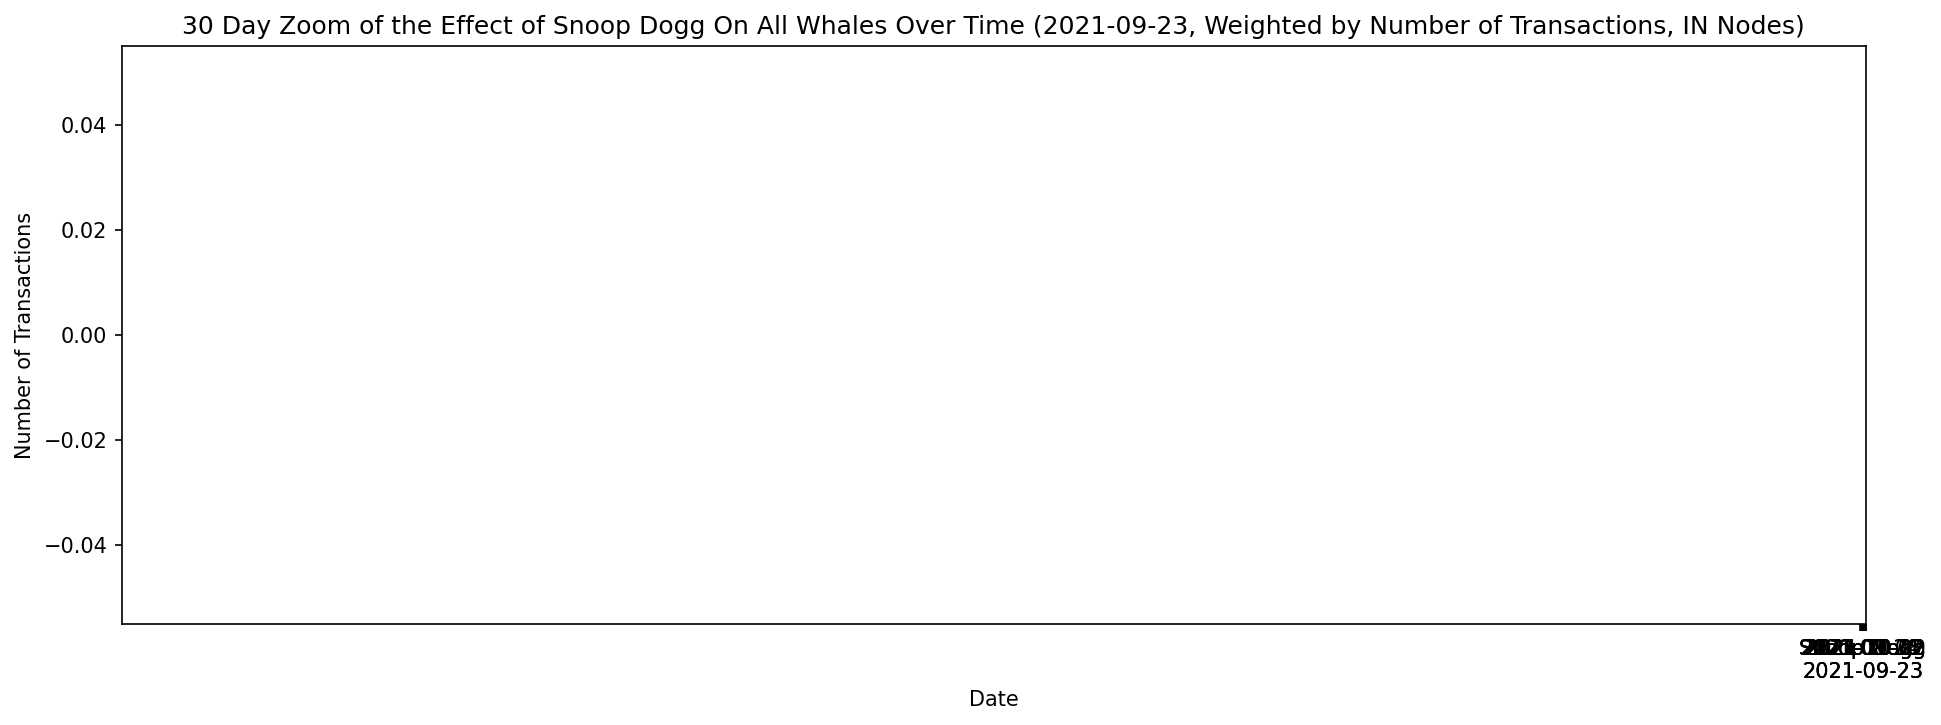 30 Day Zoom of the Effect of Snoop Dogg On All Whales Over Time (2021-09-23, Weighted by Number of Transactions, IN Nodes)
Number of Transactions
0.04
0.02
0.00
−0.02
−0.04
2021-09-23
Date